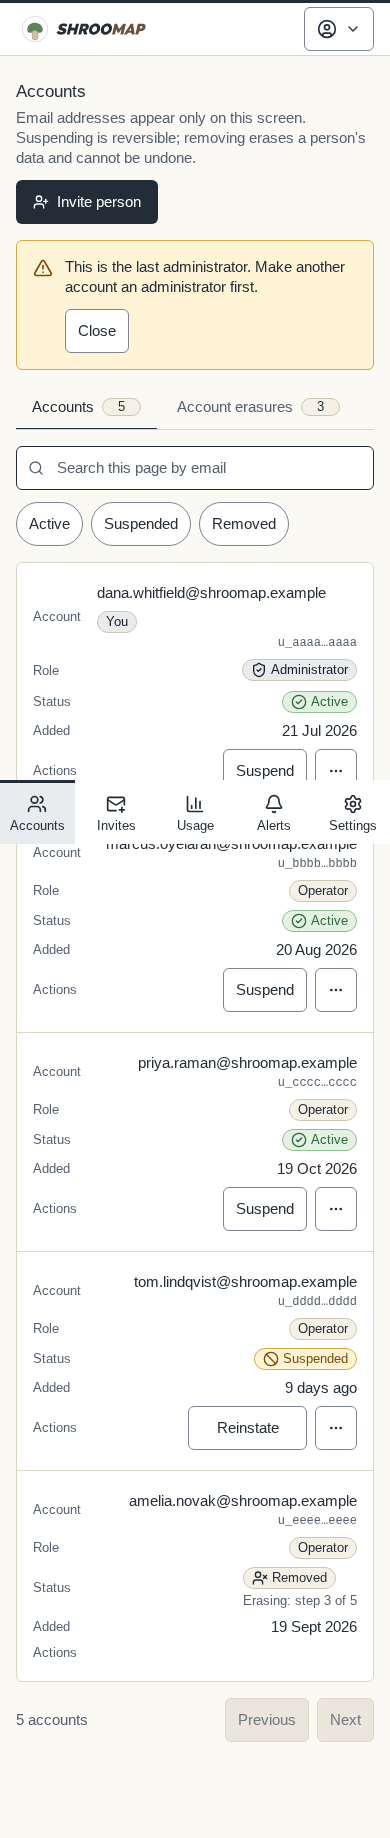 SHROOMAP
Accounts
Email addresses appear only on this screen.
Suspending is reversible; removing erases a person's
data and cannot be undone.
Invite person
This is the last administrator. Make another
account an administrator first.
Close
Accounts 5 Account erasures 3
Search this page by email
Active Suspended Removed
dana.whitfield@shroomap.example
Account You
u_aaaa…aaaa
Role Administrator
Status Active
Added 21 Jul 2026
Actions Suspend
Accounts Invites Usage Alerts Settings
Account marcus.oyelaran@shroomap.example
u_bbbb…bbbb
Role Operator
Status Active
Added 20 Aug 2026
Actions Suspend
Account priya.raman@shroomap.example
u_cccc…cccc
Role Operator
Status Active
Added 19 Oct 2026
Actions Suspend
Account tom.lindqvist@shroomap.example
u_dddd…dddd
Role Operator
Status Suspended
Added 9 days ago
Actions Reinstate
Account amelia.novak@shroomap.example
u_eeee…eeee
Role Operator
Status Removed
Erasing: step 3 of 5
Added 19 Sept 2026
Actions
5 accounts Previous Next